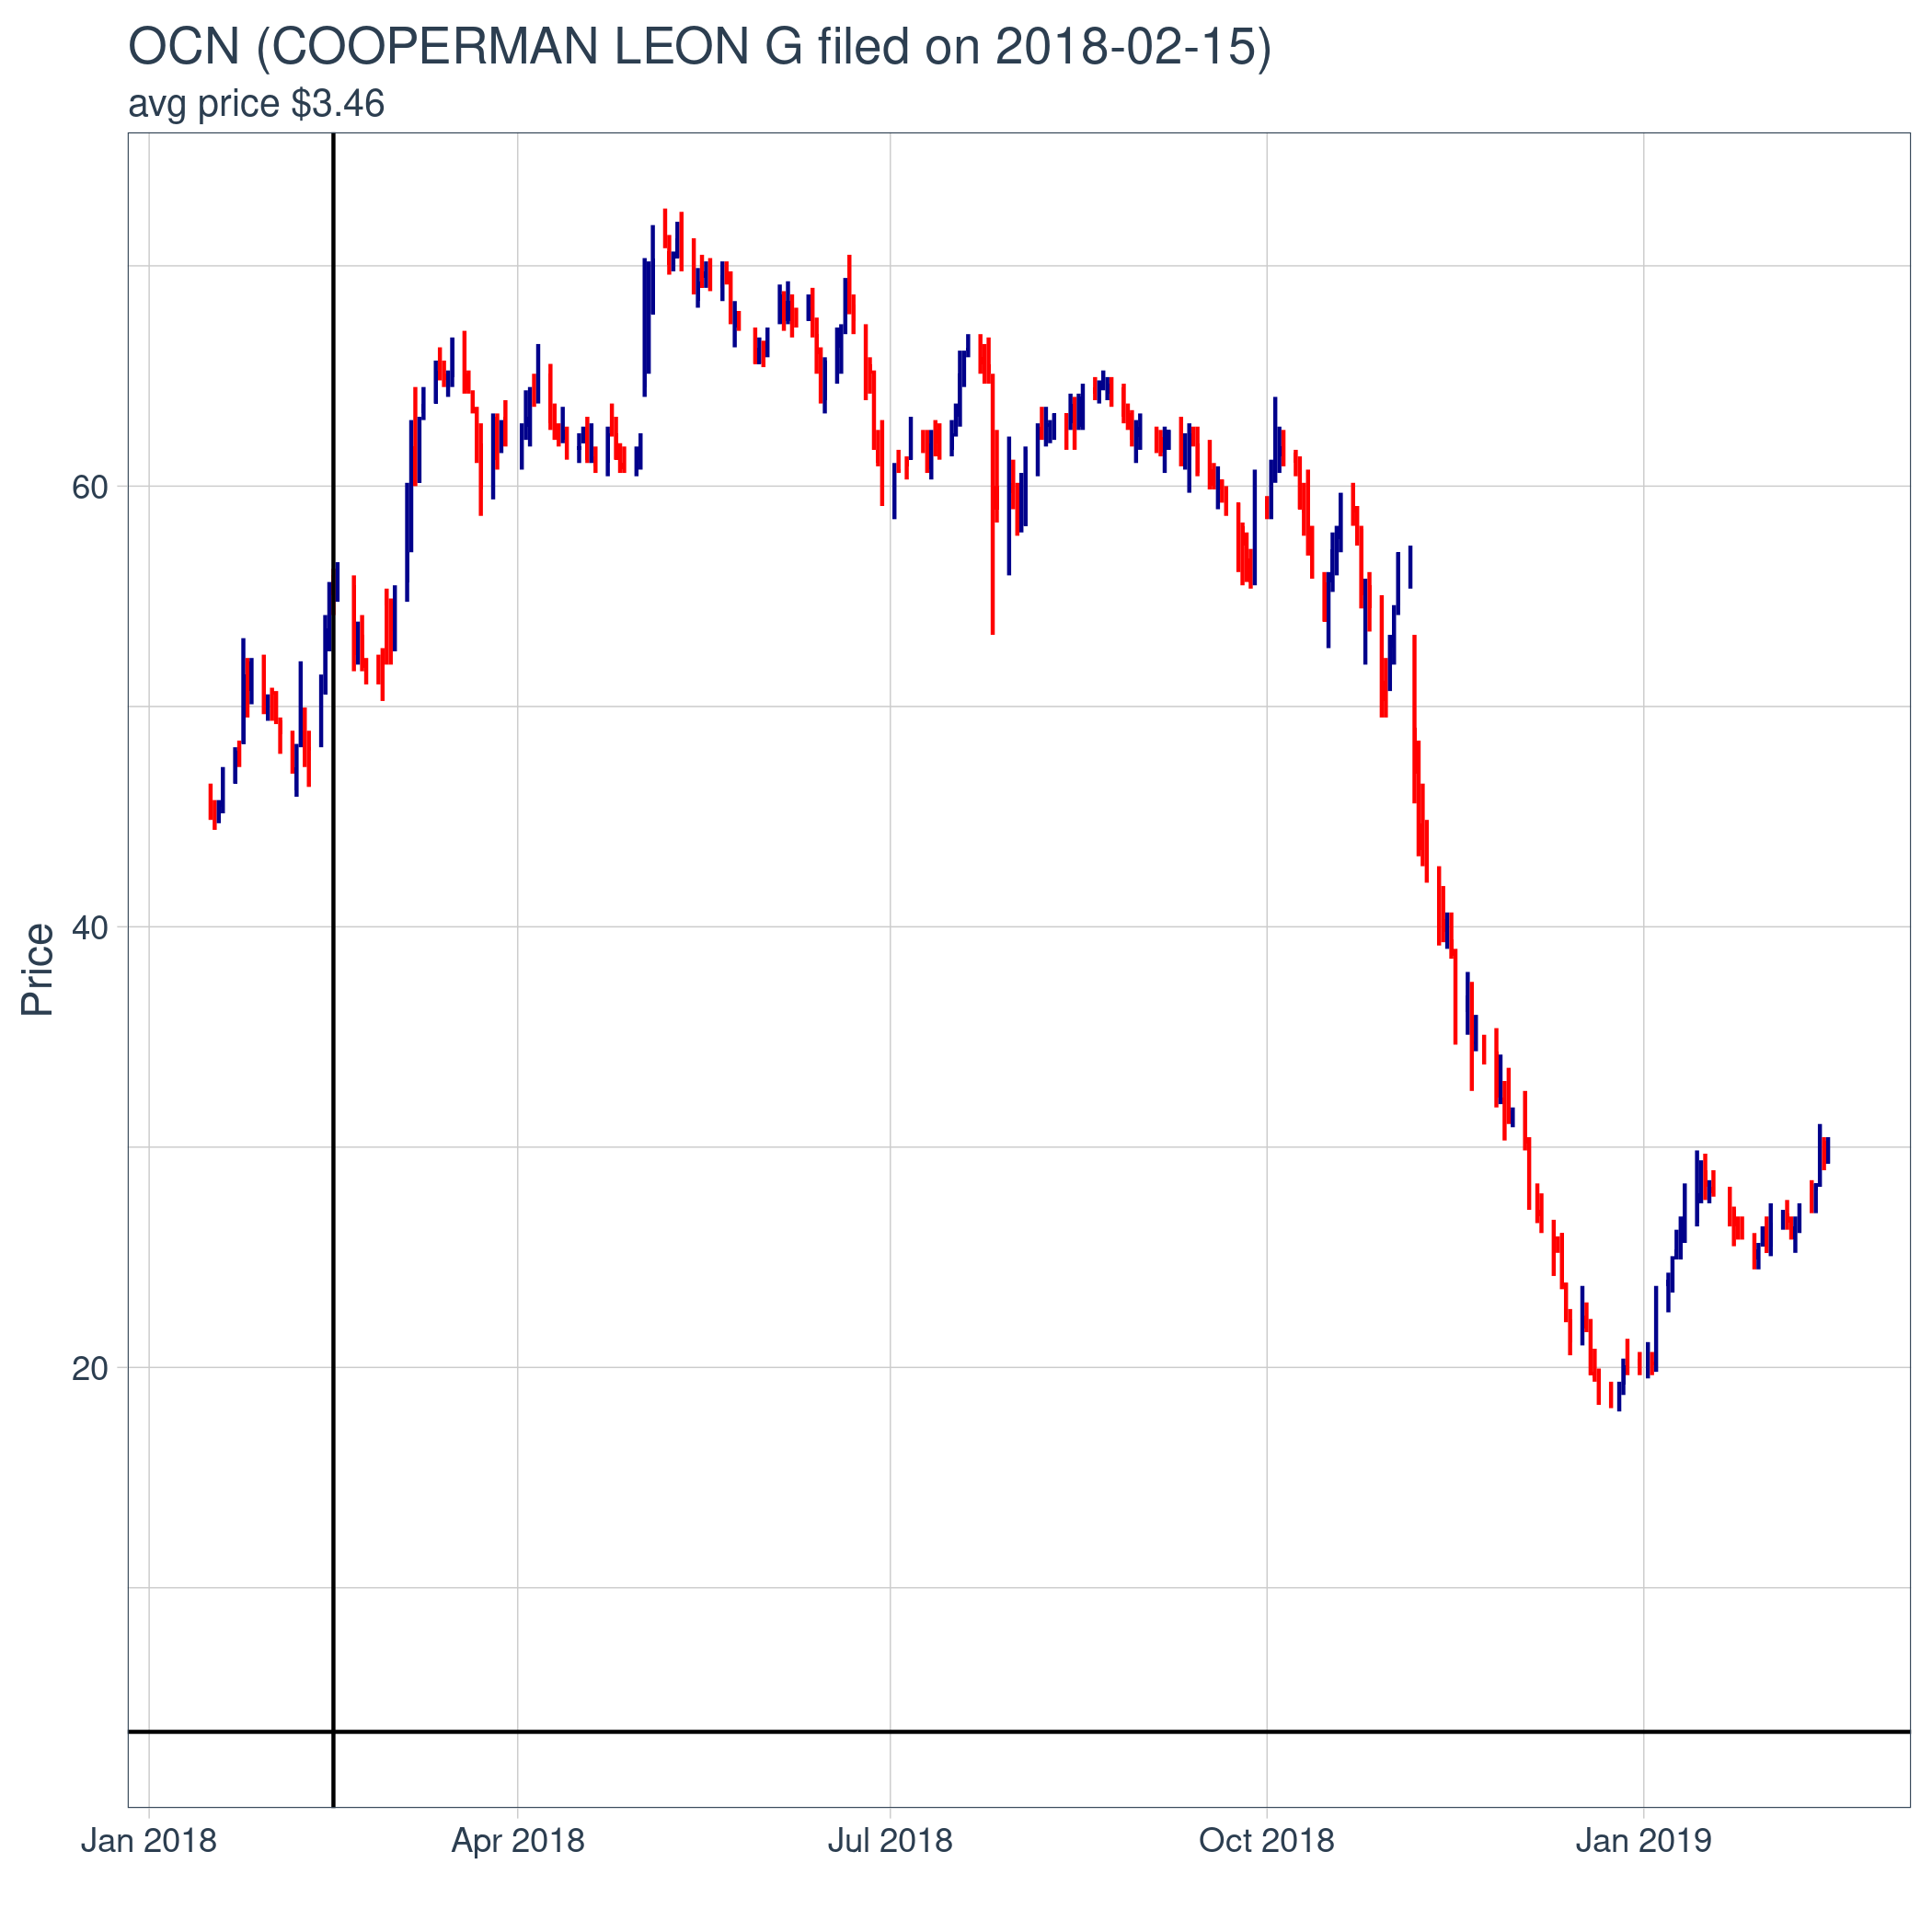 OCN (COOPERMAN LEON G filed on 2018-02-15)
avg price $3.46
Price
60
40
20
Jan 2018
Apr 2018
Jul 2018
Oct 2018
Jan 2019